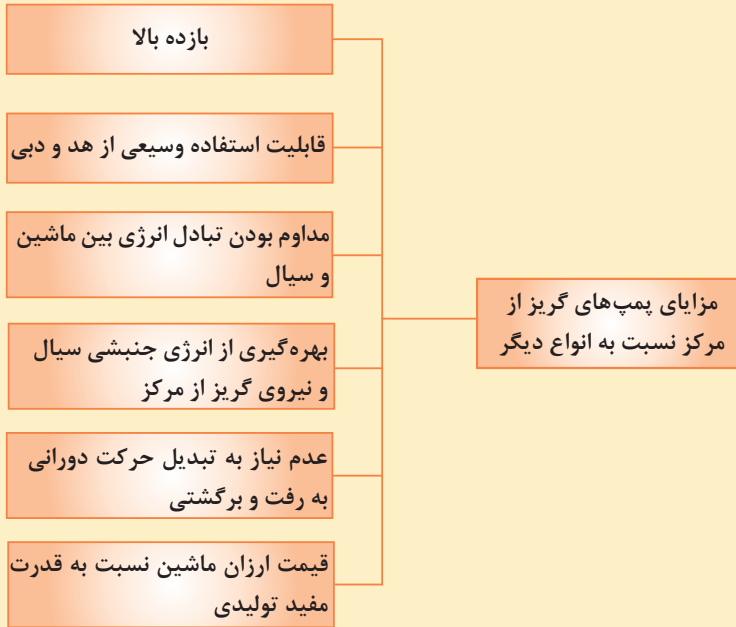 مزایای پمپ‌های گریز از
مرکز نسبت به انواع دیگر
بازده بالا
قابلیت استفاده وسیعی از هد و دبی
مداوم بودن تبادل انرژی بین ماشین
و سیال
بهره‌گیری از انرژی جنبشی سیال
و نیروی گریز از مرکز
عدم نیاز به تبدیل حرکت دورانی
به رفت و برگشتی
قیمت ارزان ماشین نسبت به قدرت
مفید تولیدی